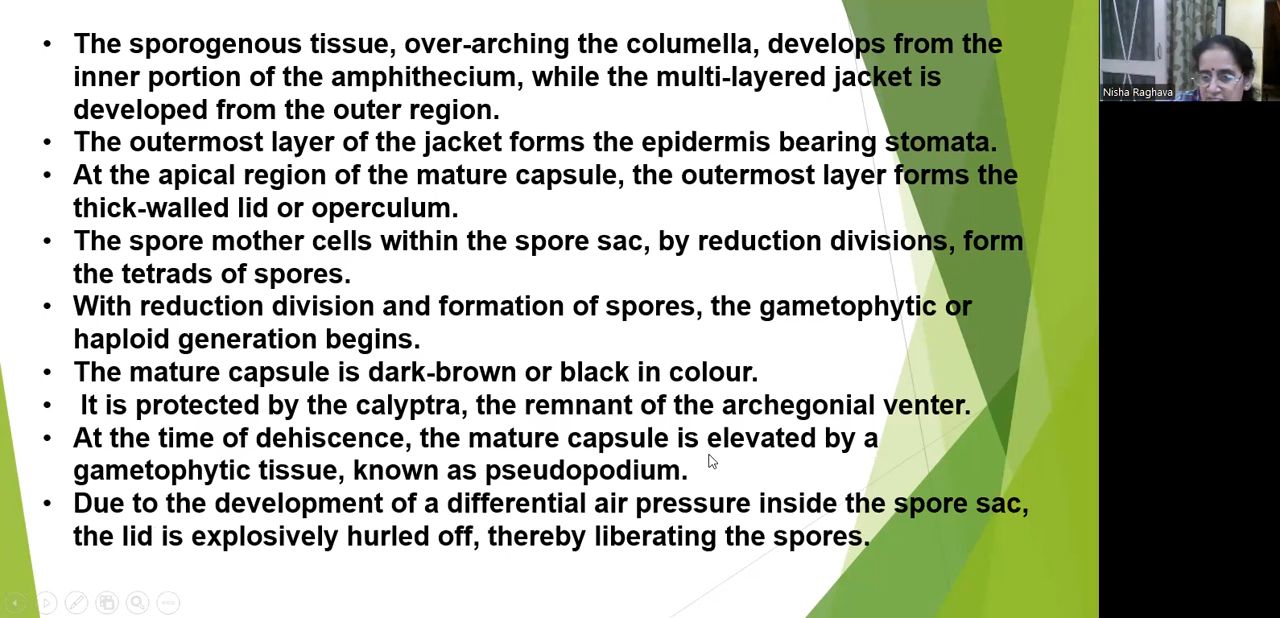 • The sporogenous tissue, over-arching the columella, develops from the
inner portion of the amphithecium, while the multi-layered jacket is
developed from the outer region.
• The outermost layer of the jacket forms the epidermis bearing stomata.
• At the apical region of the mature capsule, the outermost layer forms the
thick-walled lid or operculum.
• The spore mother cells within the spore sac, by reduction divisions, form
the tetrads of spores.
• With reduction division and formation of spores, the gametophytic or
haploid generation begins.
• The mature capsule is dark-brown or black in colour.
• It is protected by the calyptra, the remnant of the archegonial venter.
• At the time of dehiscence, the mature capsule is elevated by a
gametophytic tissue, known as pseudopodium.
• Due to the development of a differential air pressure inside the spore sac,
the lid is explosively hurled off, thereby liberating the spores.
Nisha Raghava